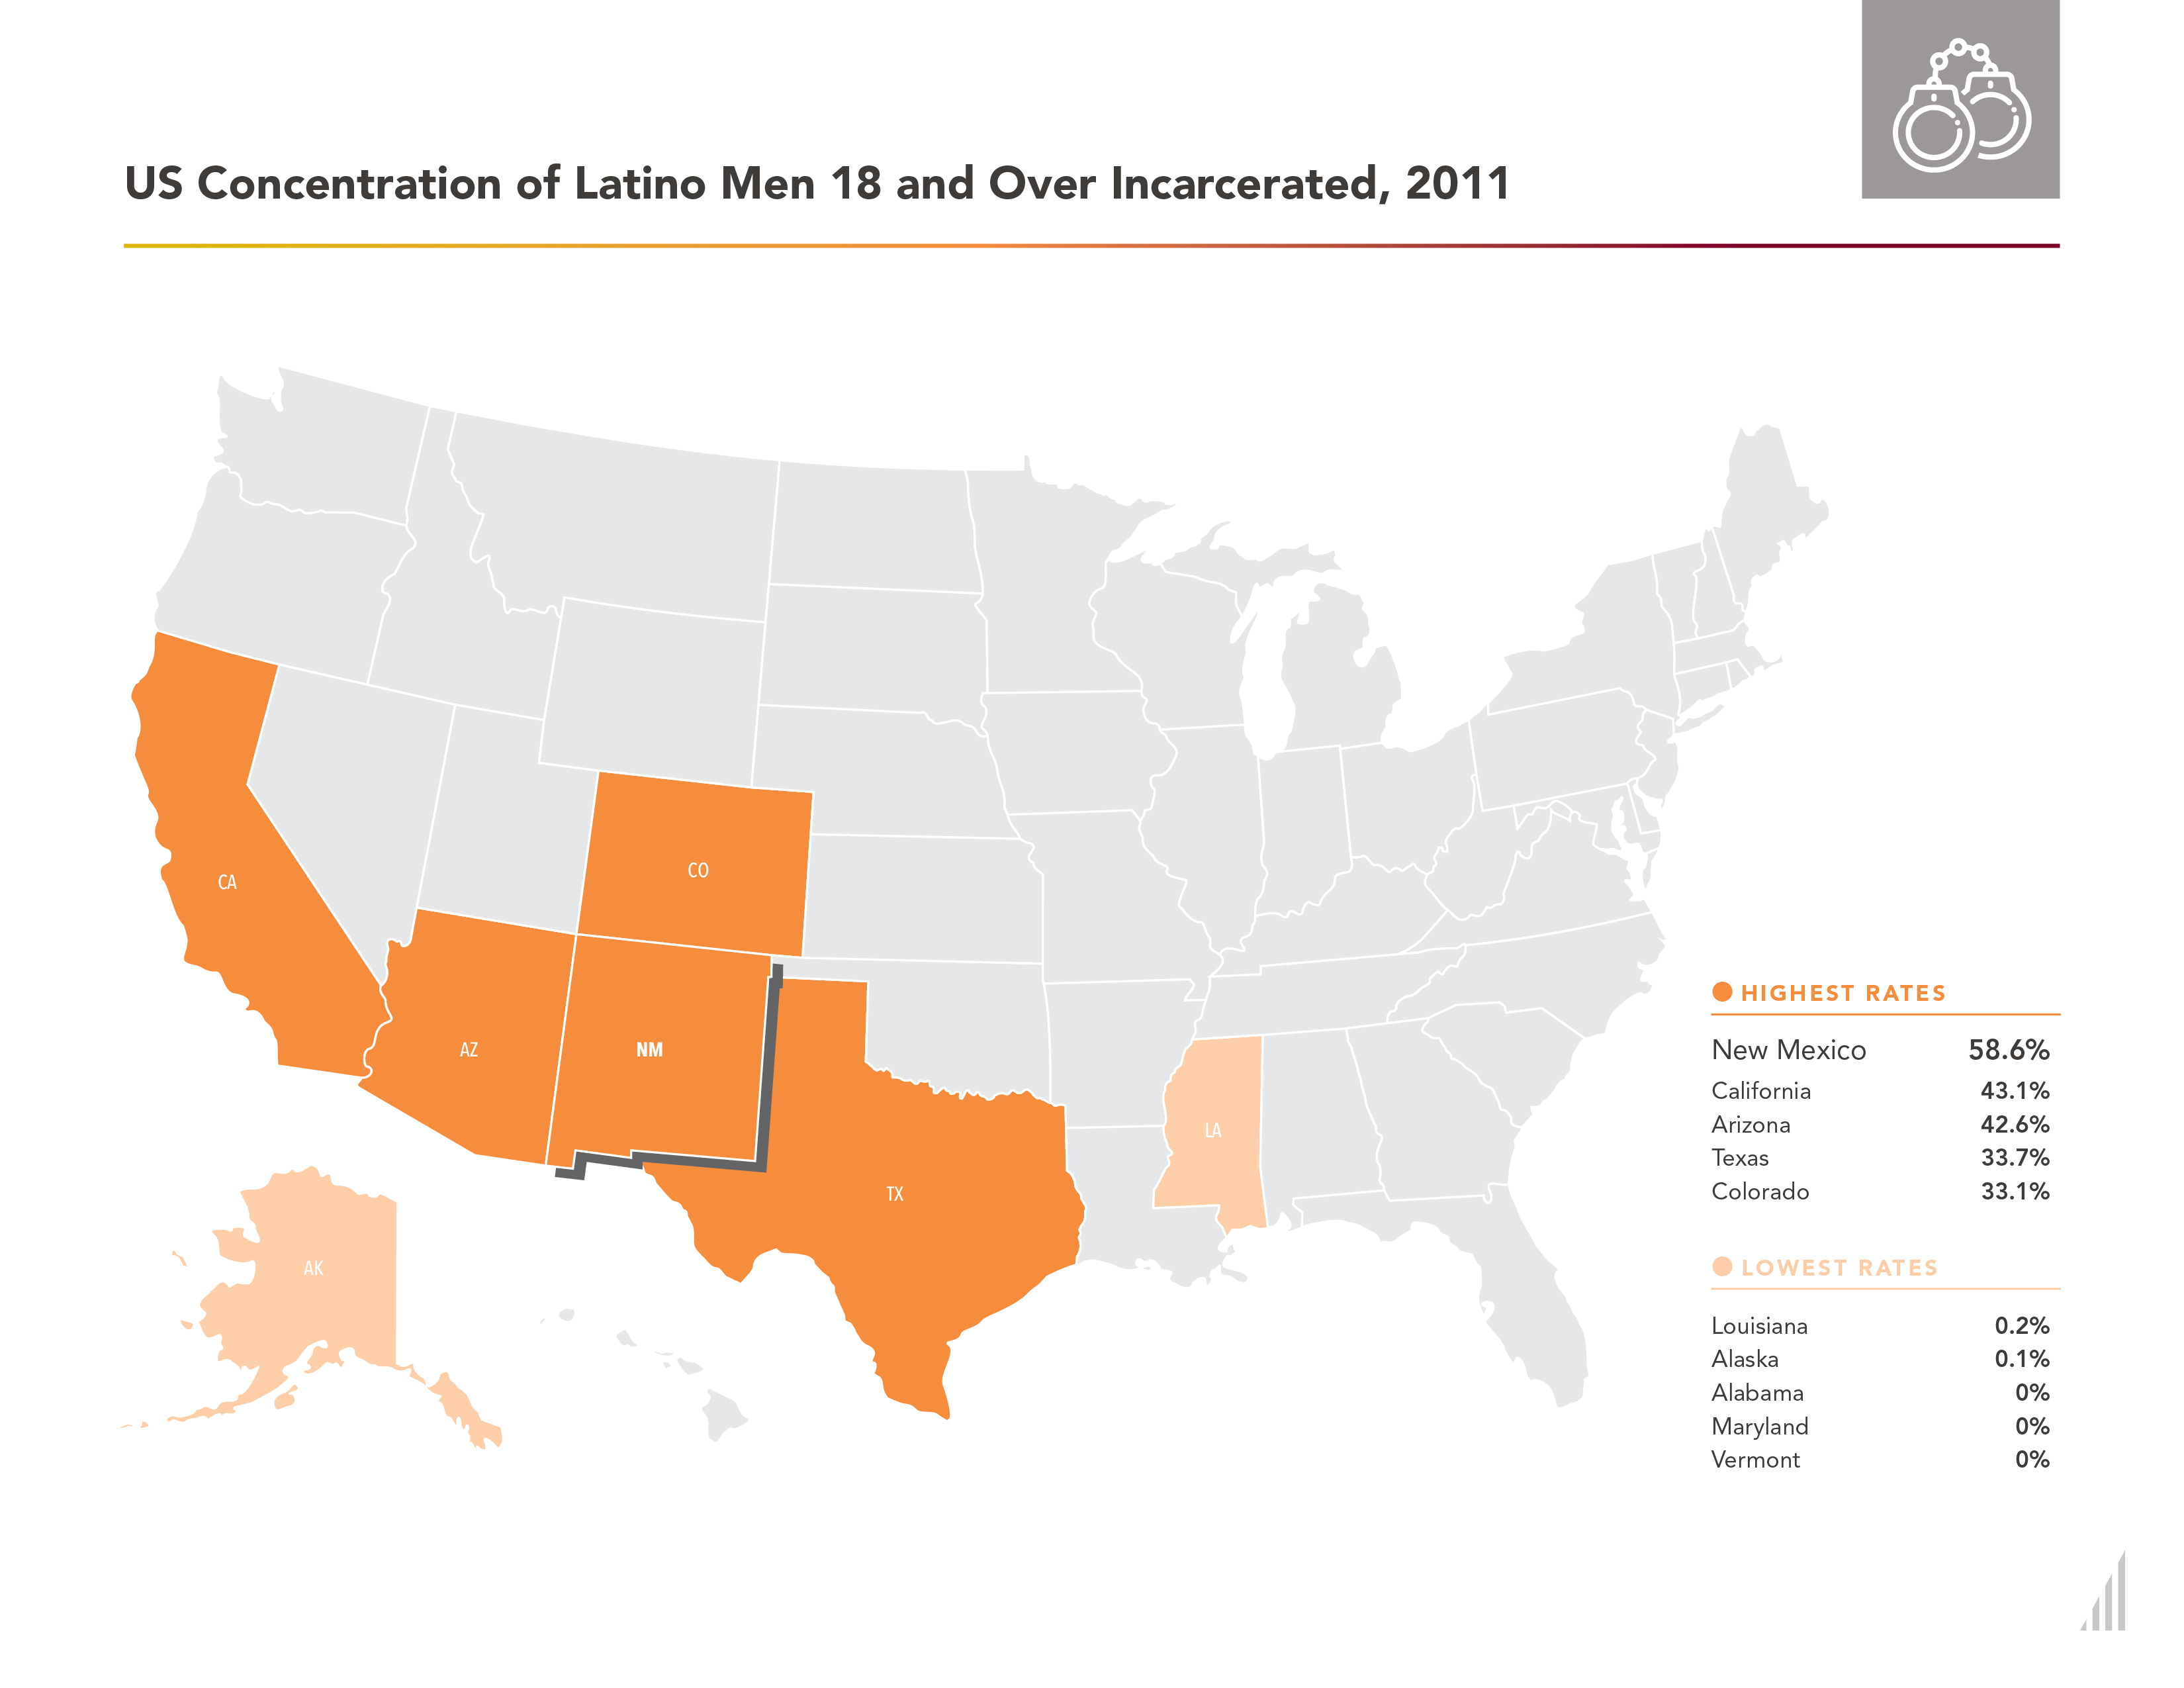 US Concentration of Latino Men 18 and Over Incarcerated, 2011
CA
CO
AZ
NM
TX
LA
AK
HIGHEST RATES
New Mexico 58.6%
California 43.1%
Arizona 42.6%
Texas 33.7%
Colorado 33.1%
LOWEST RATES
Louisiana 0.2%
Alaska 0.1%
Alabama 0%
Maryland 0%
Vermont 0%